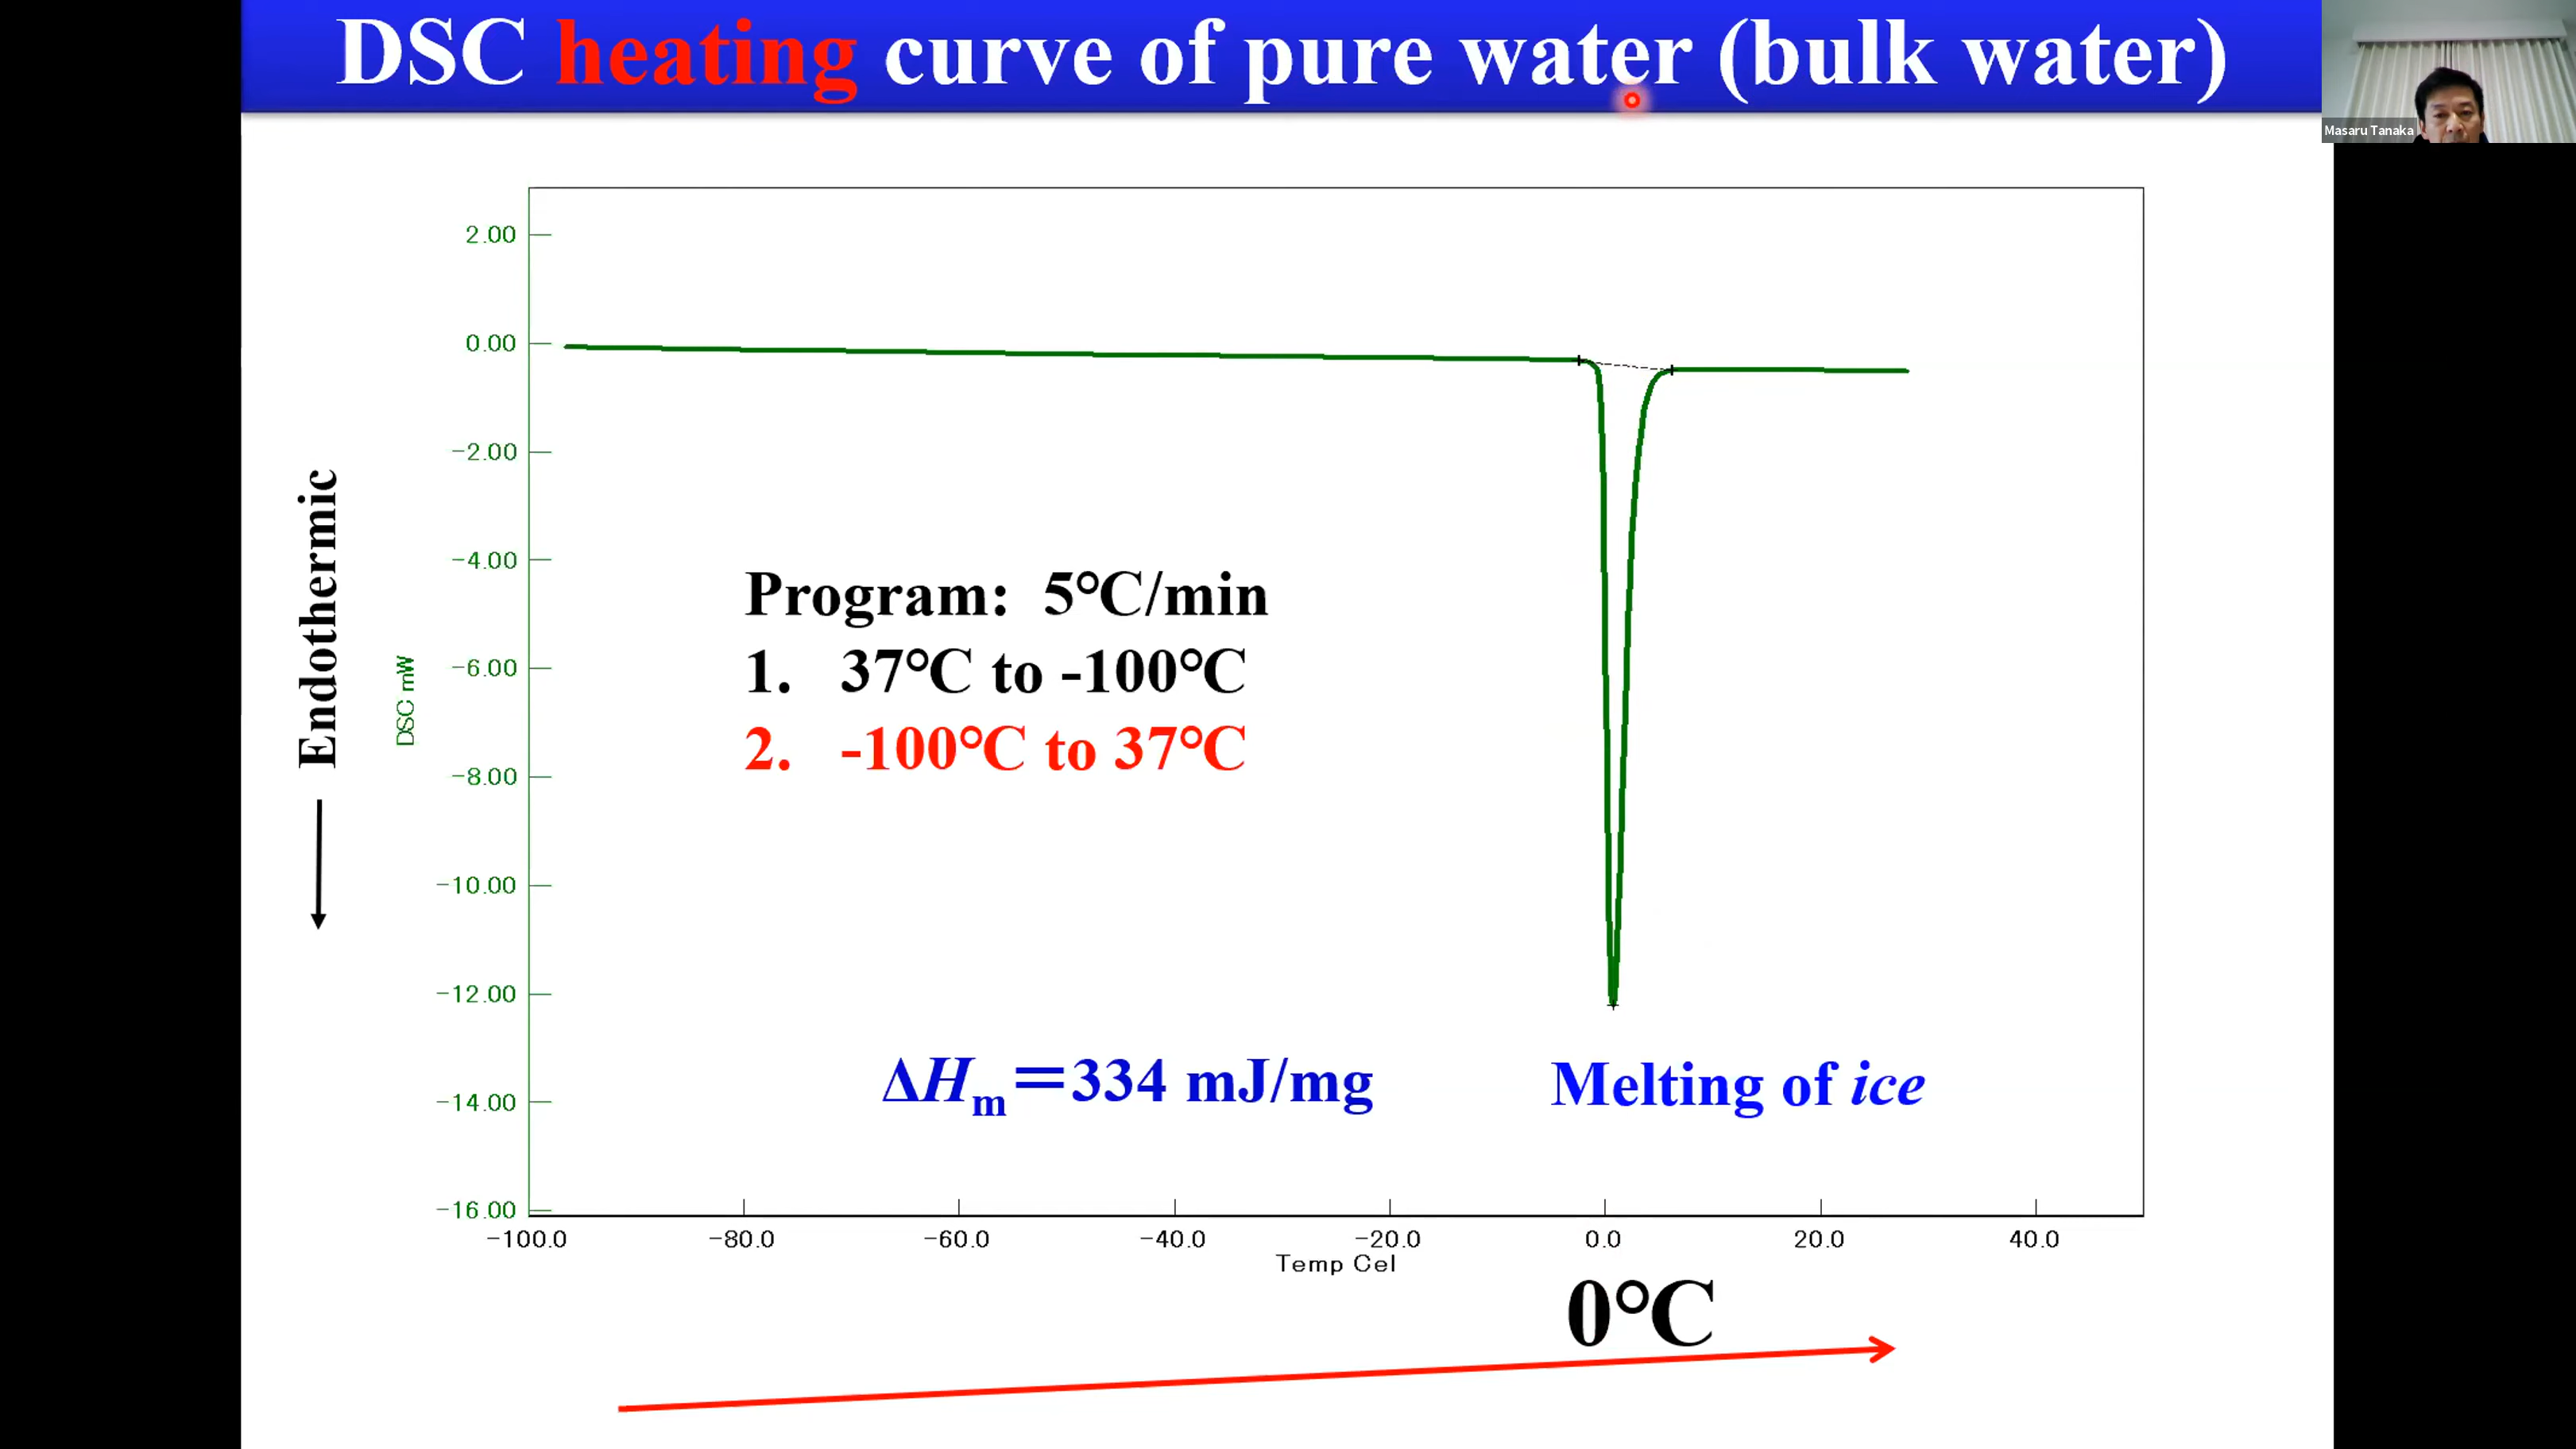 DSC heating curve of pure water (bulk water)
Masaru Tanaka
2.00
0.00
−2.00
−4.00
−6.00
−8.00
−10.00
−12.00
−14.00
−16.00
Endothermic
DSC mW
Program: 5℃/min
1. 37℃ to -100℃
2. -100℃ to 37℃
ΔHm＝334 mJ/mg
Melting of ice
−100.0 −80.0 −60.0 −40.0 −20.0 0.0 20.0 40.0
Temp Cel
0℃